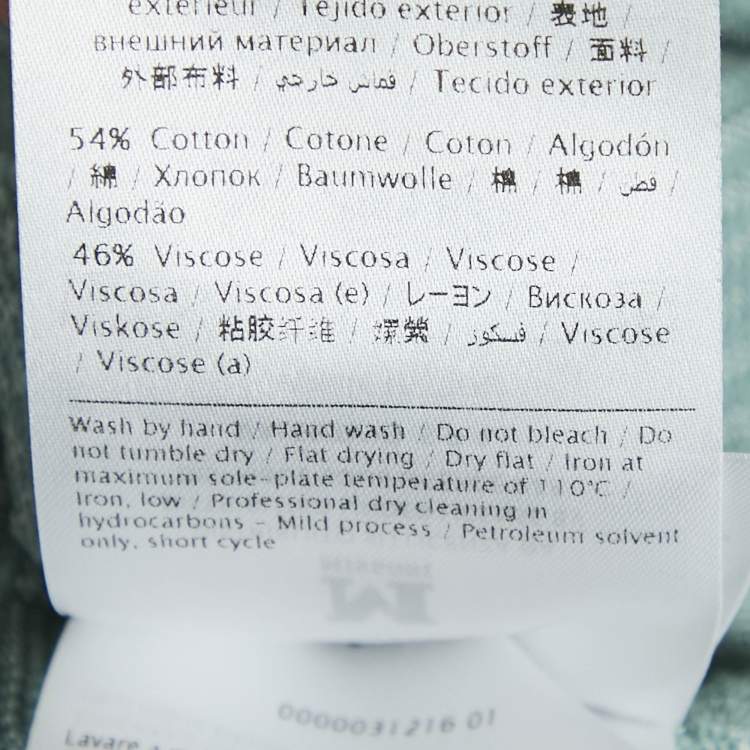 extérieur / Tejido exterior / 表地 /
внешний материал / Oberstoff / 面料 /
外部布料 / قماش خارجي / Tecido exterior
54% Cotton / Cotone / Coton / Algodón
/ 綿 / Хлопок / Baumwolle / 棉 / 棉 / قطن /
Algodão
46% Viscose / Viscosa / Viscose /
Viscosa / Viscosa (e) / レーヨン / Вискоза /
Viskose / 粘胶纤维 / 嫘縈 / فسكوز / Viscose
/ Viscose (a)
Wash by hand / Hand wash / Do not bleach / Do
not tumble dry / Flat drying / Dry flat / Iron at
maximum sole-plate temperature of 110°C /
Iron, low / Professional dry cleaning in
hydrocarbons - Mild process / Petroleum solvent
only, short cycle
M
0000031216 01
Lavare